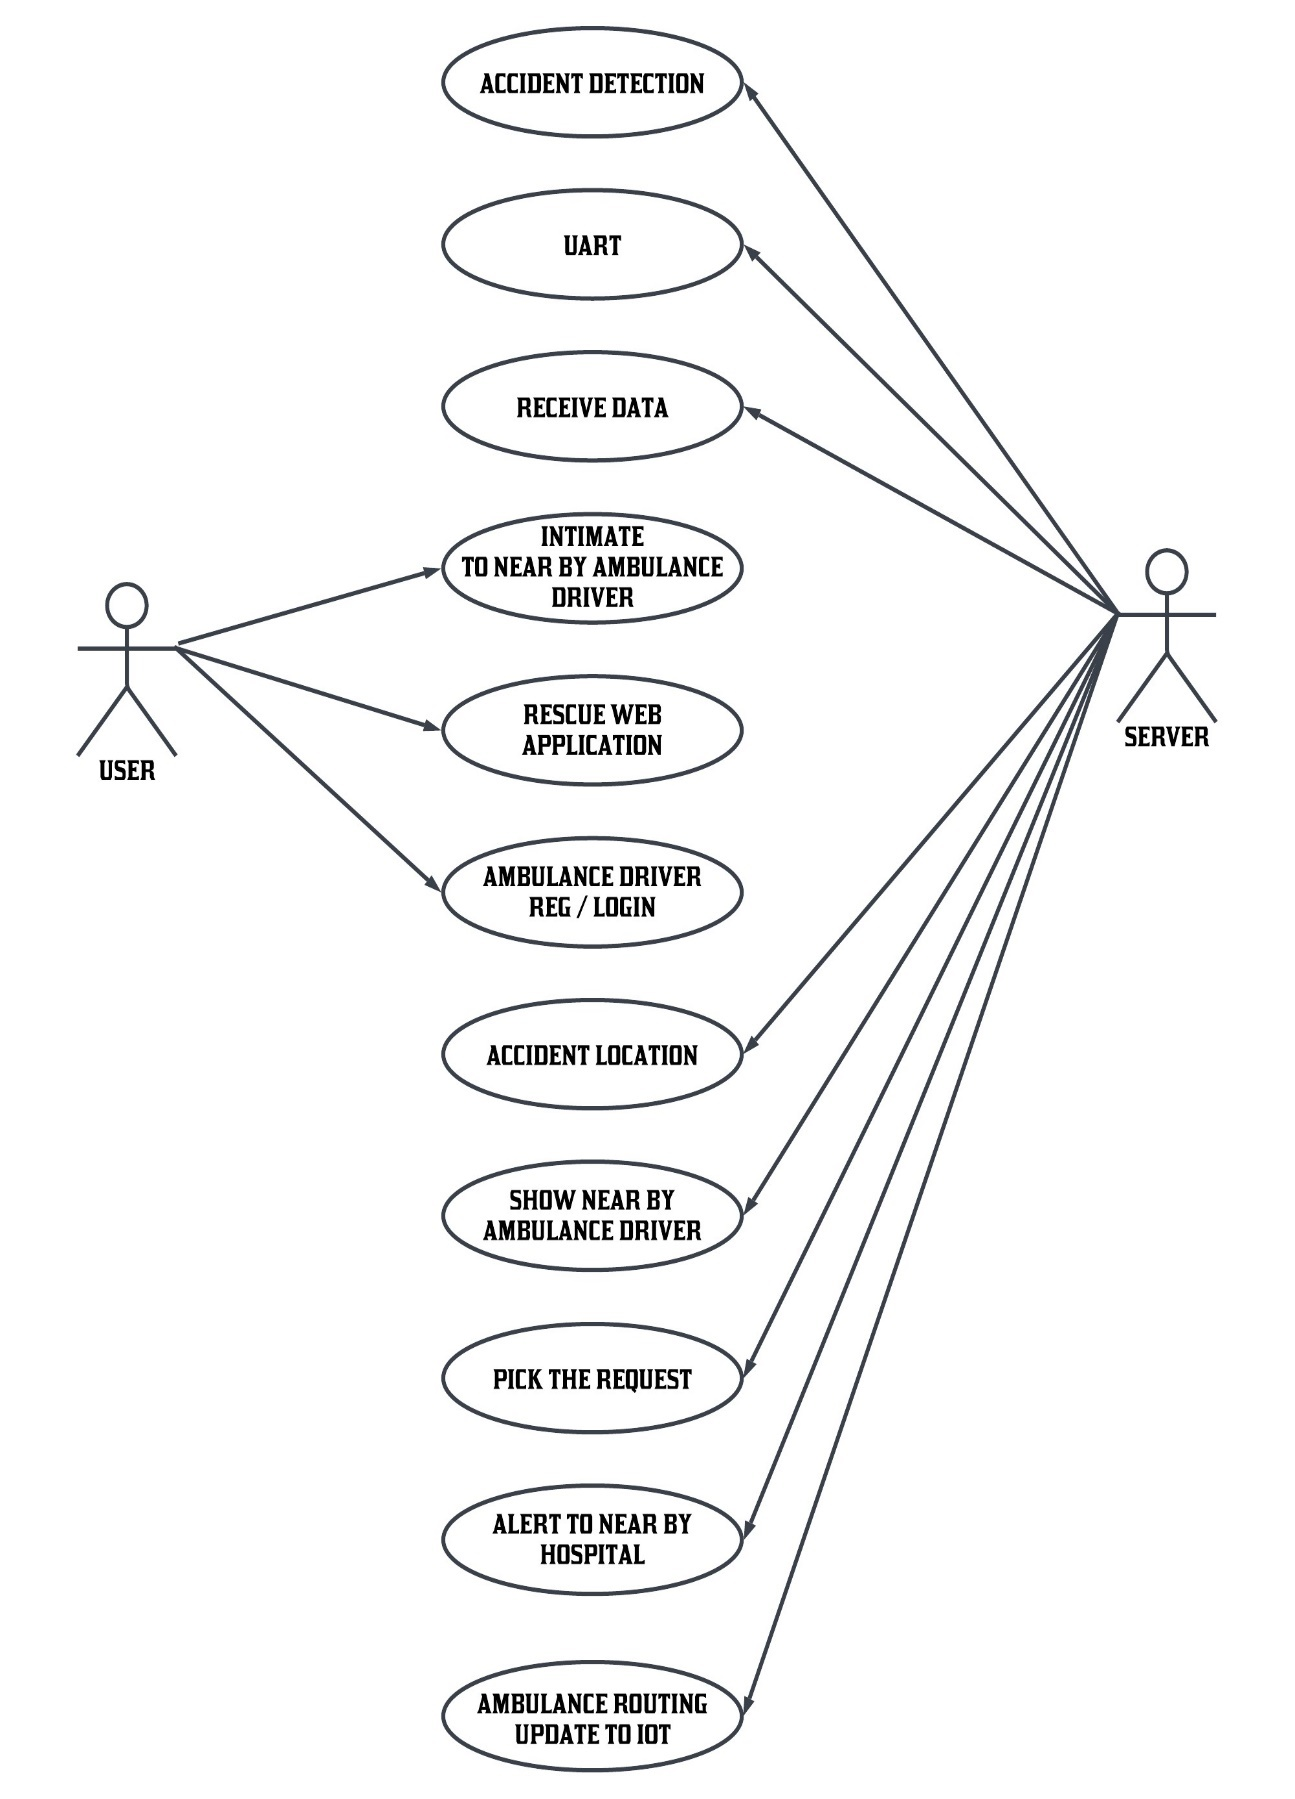 ACCIDENT DETECTION
UART
RECEIVE DATA
INTIMATE
TO NEAR BY AMBULANCE
DRIVER
RESCUE WEB
APPLICATION
USER
SERVER
AMBULANCE DRIVER
REG / LOGIN
ACCIDENT LOCATION
SHOW NEAR BY
AMBULANCE DRIVER
PICK THE REQUEST
ALERT TO NEAR BY
HOSPITAL
AMBULANCE ROUTING
UPDATE TO IOT